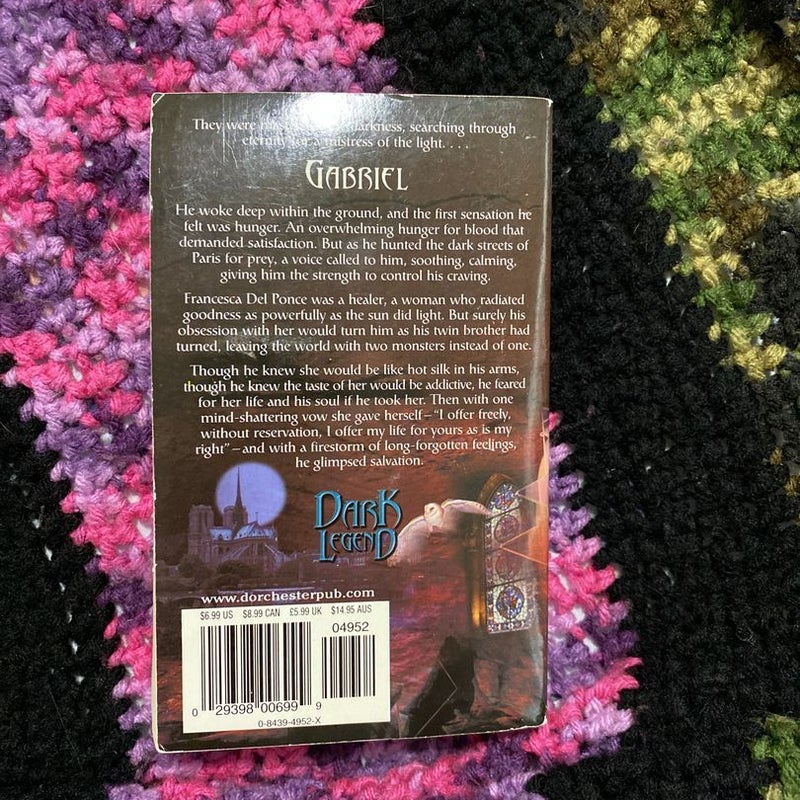 They were darkness, searching through
eternity for a mistress of the light. . . .
GABRIEL
He woke deep within the ground, and the first sensation he
felt was hunger. An overwhelming hunger for blood that
demanded satisfaction. But as he hunted the dark streets of
Paris for prey, a voice called to him, soothing, calming,
giving him the strength to control his craving.
Francesca Del Ponce was a healer, a woman who radiated
goodness as powerfully as the sun did light. But surely his
obsession with her would turn him as his twin brother had
turned, leaving the world with two monsters instead of one.
Though he knew she would be like hot silk in his arms,
though he knew the taste of her would be addictive, he feared
for her life and his soul if he took her. Then with one
mind-shattering vow she gave herself—“I offer freely,
without reservation, I offer my life for yours as is my
right”—and with a firestorm of long-forgotten feelings,
he glimpsed salvation.
DARK
LEGEND
www.dorchesterpub.com
$6.99 US $8.99 CAN £5.99 UK $14.95 AUS
04952
0 29398 00699 9
0-8439-4952-X